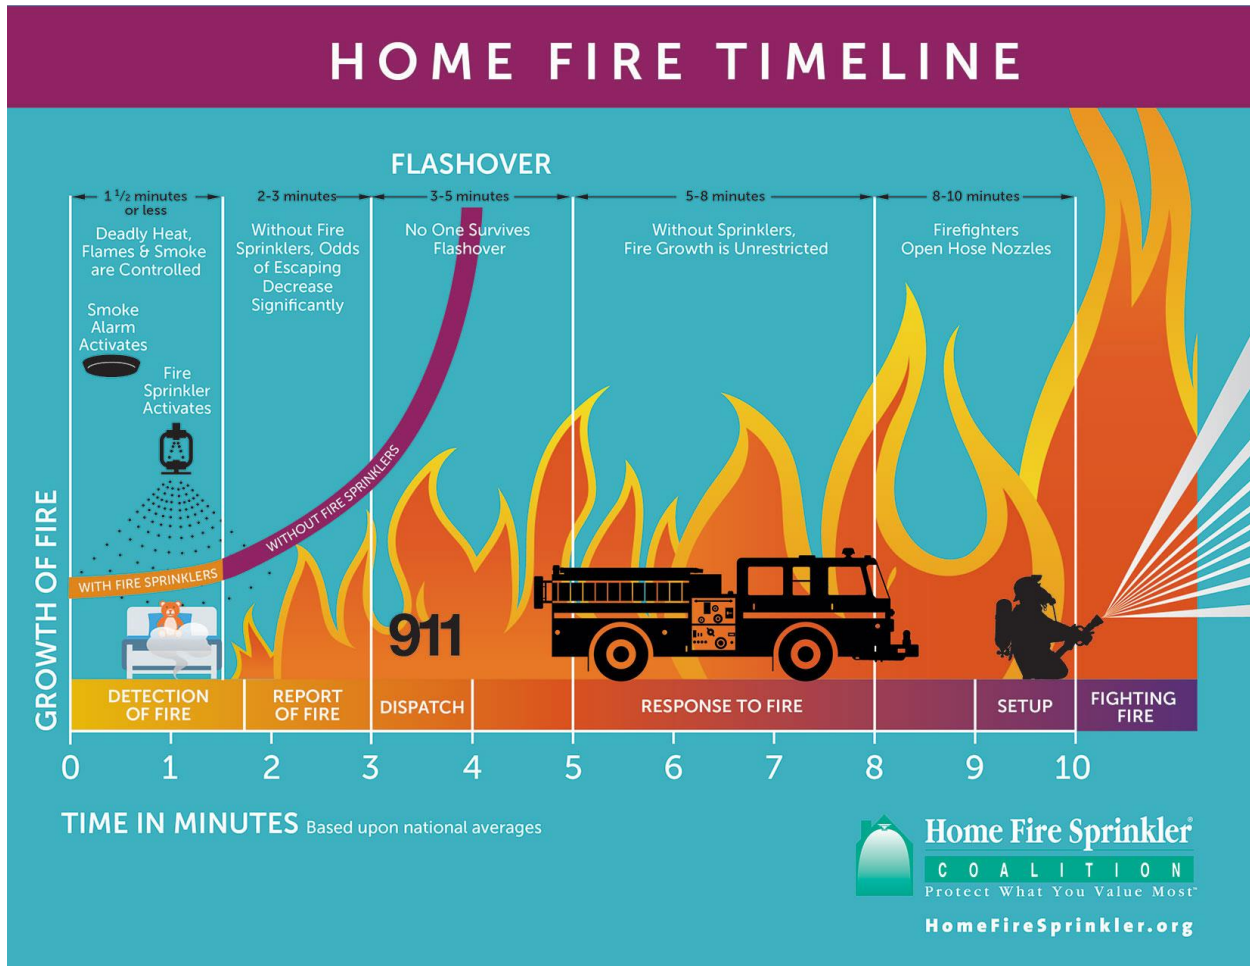 HOME FIRE TIMELINE
FLASHOVER
1 1/2 minutes
or less
2-3 minutes
3-5 minutes
5-8 minutes
8-10 minutes
Deadly Heat,
Flames & Smoke
are Controlled
Without Fire
Sprinklers, Odds
of Escaping
Decrease
Significantly
No One Survives
Flashover
Without Sprinklers,
Fire Growth is Unrestricted
Firefighters
Open Hose Nozzles
Smoke
Alarm
Activates
Fire
Sprinkler
Activates
WITH FIRE SPRINKLERS
WITHOUT FIRE SPRINKLERS
911
GROWTH OF FIRE
DETECTION
OF FIRE
REPORT
OF FIRE
DISPATCH
RESPONSE TO FIRE
SETUP
FIGHTING
FIRE
0 1 2 3 4 5 6 7 8 9 10
TIME IN MINUTES Based upon national averages
Home Fire Sprinkler®
COALITION
Protect What You Value Most™
HomeFireSprinkler.org